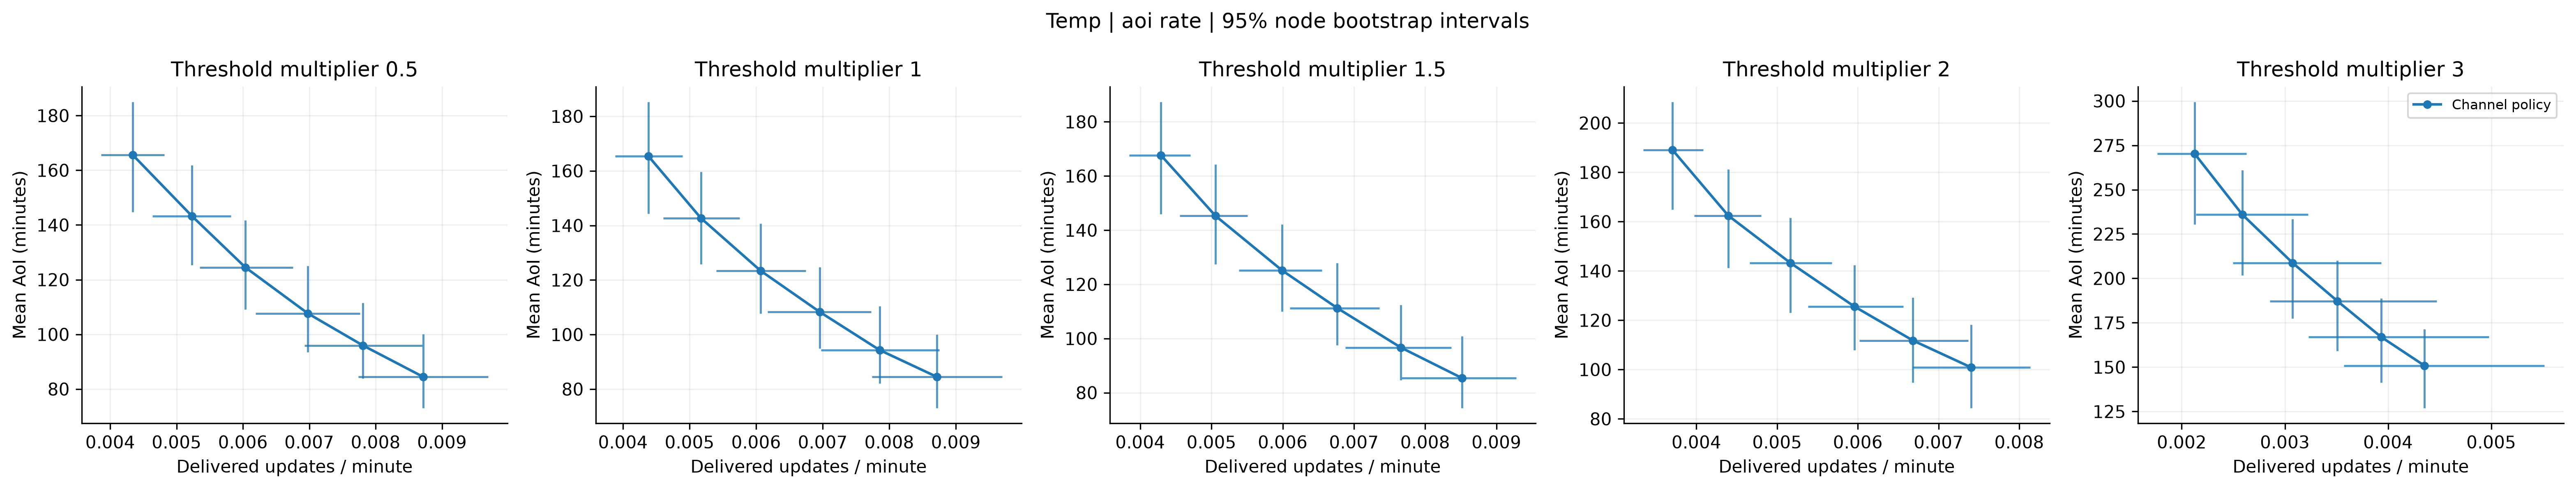 Temp | aoi rate | 95% node bootstrap intervals
Threshold multiplier 0.5
180
160
140
120
100
80
Mean AoI (minutes)
0.004 0.005 0.006 0.007 0.008 0.009
Delivered updates / minute
Threshold multiplier 1
180
160
140
120
100
80
Mean AoI (minutes)
0.004 0.005 0.006 0.007 0.008 0.009
Delivered updates / minute
Threshold multiplier 1.5
180
160
140
120
100
80
Mean AoI (minutes)
0.004 0.005 0.006 0.007 0.008 0.009
Delivered updates / minute
Threshold multiplier 2
200
180
160
140
120
100
80
Mean AoI (minutes)
0.004 0.005 0.006 0.007 0.008
Delivered updates / minute
Threshold multiplier 3
Channel policy
300
275
250
225
200
175
150
125
Mean AoI (minutes)
0.002 0.003 0.004 0.005
Delivered updates / minute